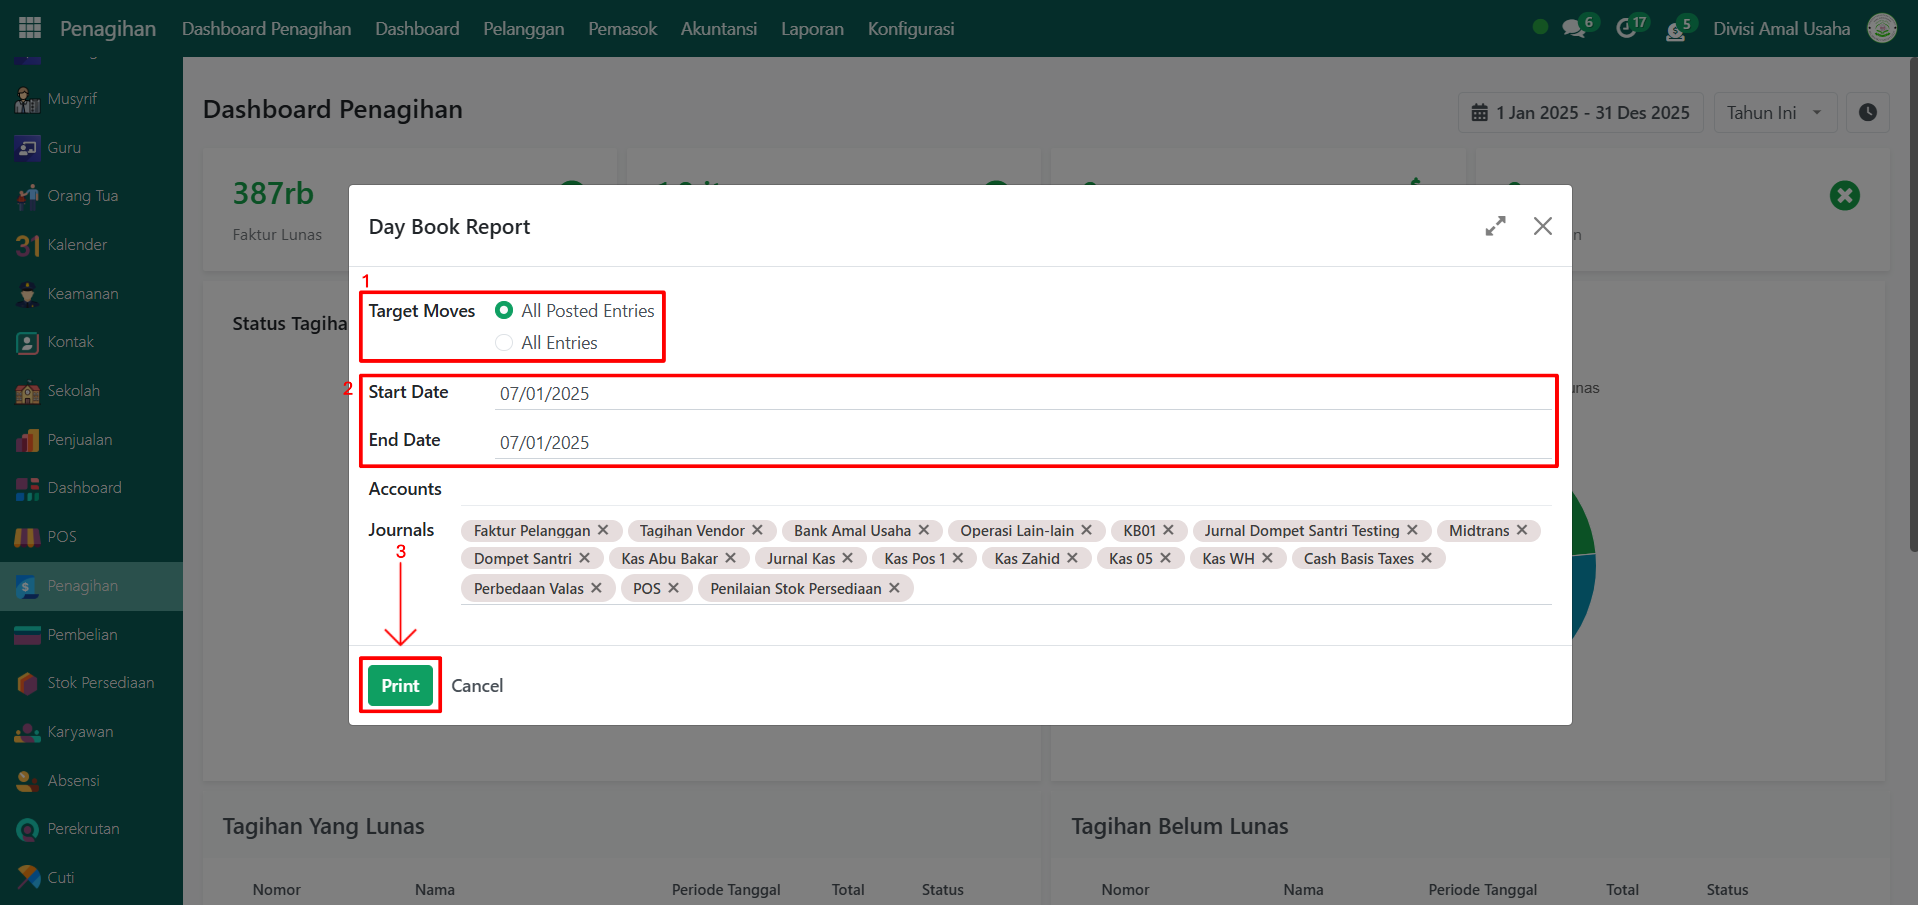 Penagihan Dashboard Penagihan Dashboard Pelanggan Pemasok Akuntansi Laporan Konfigurasi 6 17 5 Divisi Amal Usaha
Musyrif
Guru
Orang Tua
31 Kalender
Keamanan
Kontak
Sekolah
Penjualan
Dashboard
POS
Penagihan
Pembelian
Stok Persediaan
Karyawan
Absensi
Perekrutan
Cuti
Dashboard Penagihan
1 Jan 2025 - 31 Des 2025 Tahun Ini
387rb
Faktur Lunas
n
Status Tagiha
unas
Day Book Report
1
Target Moves All Posted Entries
All Entries
2
Start Date 07/01/2025
End Date 07/01/2025
Accounts
Journals Faktur Pelanggan Tagihan Vendor Bank Amal Usaha Operasi Lain-lain KB01 Jurnal Dompet Santri Testing Midtrans
Dompet Santri Kas Abu Bakar Jurnal Kas Kas Pos 1 Kas Zahid Kas 05 Kas WH Cash Basis Taxes
Perbedaan Valas POS Penilaian Stok Persediaan
3
Print Cancel
Tagihan Yang Lunas
Nomor Nama Periode Tanggal Total Status
Tagihan Belum Lunas
Nomor Nama Periode Tanggal Total Status